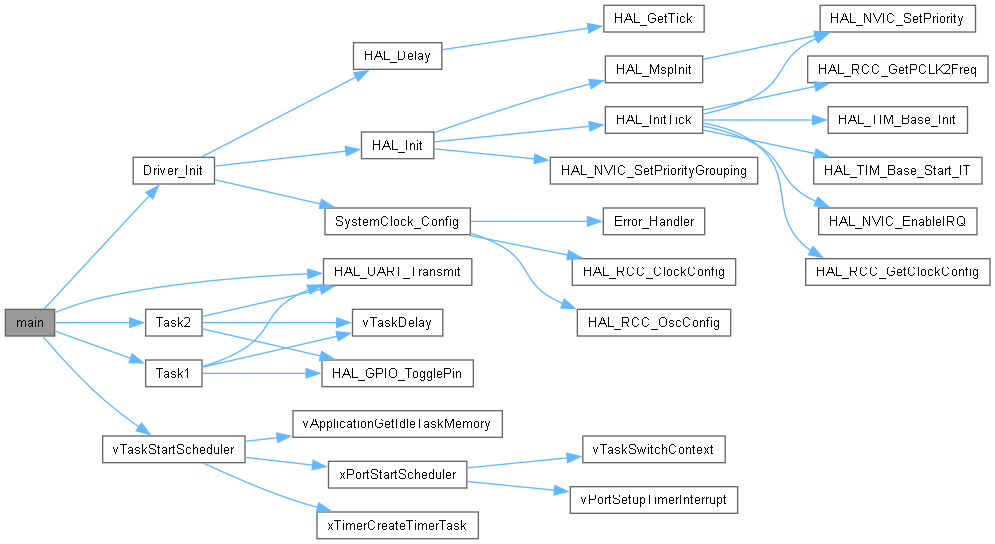 HAL_GetTick
HAL_NVIC_SetPriority
HAL_Delay
HAL_MspInit
HAL_RCC_GetPCLK2Freq
HAL_InitTick
HAL_TIM_Base_Init
HAL_Init
Driver_Init
HAL_NVIC_SetPriorityGrouping
HAL_TIM_Base_Start_IT
SystemClock_Config
Error_Handler
HAL_NVIC_EnableIRQ
HAL_UART_Transmit
HAL_RCC_ClockConfig
HAL_RCC_GetClockConfig
main
Task2
vTaskDelay
HAL_RCC_OscConfig
Task1
HAL_GPIO_TogglePin
vApplicationGetIdleTaskMemory
vTaskStartScheduler
vTaskSwitchContext
xPortStartScheduler
vPortSetupTimerInterrupt
xTimerCreateTimerTask